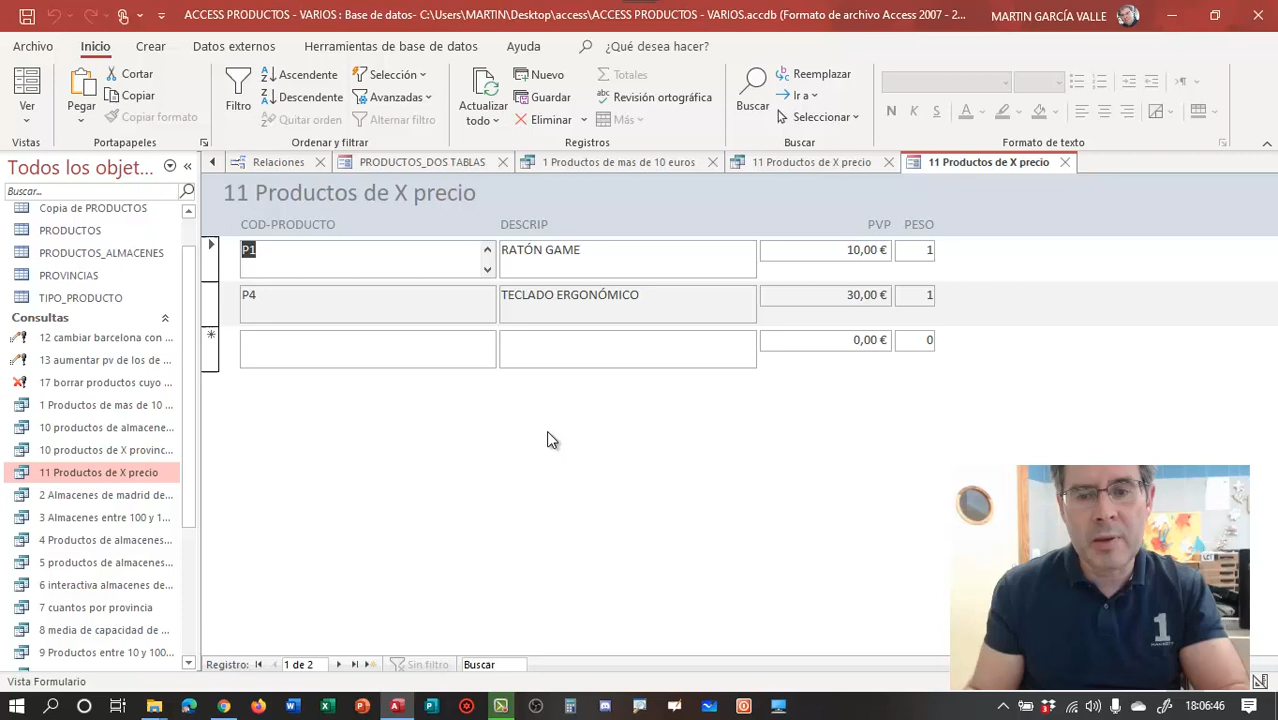 ACCESS PRODUCTOS - VARIOS : Base de datos- C:\Users\MARTIN\Desktop\access\ACCESS PRODUCTOS - VARIOS.accdb (Formato de archivo Access 2007 - 2...
MARTIN GARCÍA VALLE
Archivo
Inicio
Crear
Datos externos
Herramientas de base de datos
Ayuda
¿Qué desea hacer?
Ver
Pegar
Cortar
Copiar
Copiar formato
Filtro
Ascendente
Descendente
Quitar orden
Selección
Avanzadas
Alternar filtro
Actualizar
todo
Nuevo
Guardar
Eliminar
Totales
Revisión ortográfica
Más
Buscar
Reemplazar
Ir a
Seleccionar
N K S
Vistas
Portapapeles
Ordenar y filtrar
Registros
Buscar
Formato de texto
Todos los objet...
Buscar...
Relaciones
PRODUCTOS_DOS TABLAS
1 Productos de mas de 10 euros
11 Productos de X precio
11 Productos de X precio
Copia de PRODUCTOS
PRODUCTOS
PRODUCTOS_ALMACENES
PROVINCIAS
TIPO_PRODUCTO
Consultas
12 cambiar barcelona con ...
13 aumentar pv de los de ...
17 borrar productos cuyo ...
1 Productos de mas de 10 ...
10 productos de almacene...
10 productos de X provinc...
11 Productos de X precio
2 Almacenes de madrid de...
3 Almacenes entre 100 y 1...
4 Productos de almacenes...
5 productos de almacenes...
6 interactiva almacenes de...
7 cuantos por provincia
8 media de capacidad de ...
9 Productos entre 10 y 100...
11 Productos de X precio
COD-PRODUCTO DESCRIP PVP PESO
P1 RATÓN GAME 10,00 € 1
P4 TECLADO ERGONÓMICO 30,00 € 1
0,00 € 0
1
Registro: 1 de 2 Sin filtro Buscar
Vista Formulario
18:06:46